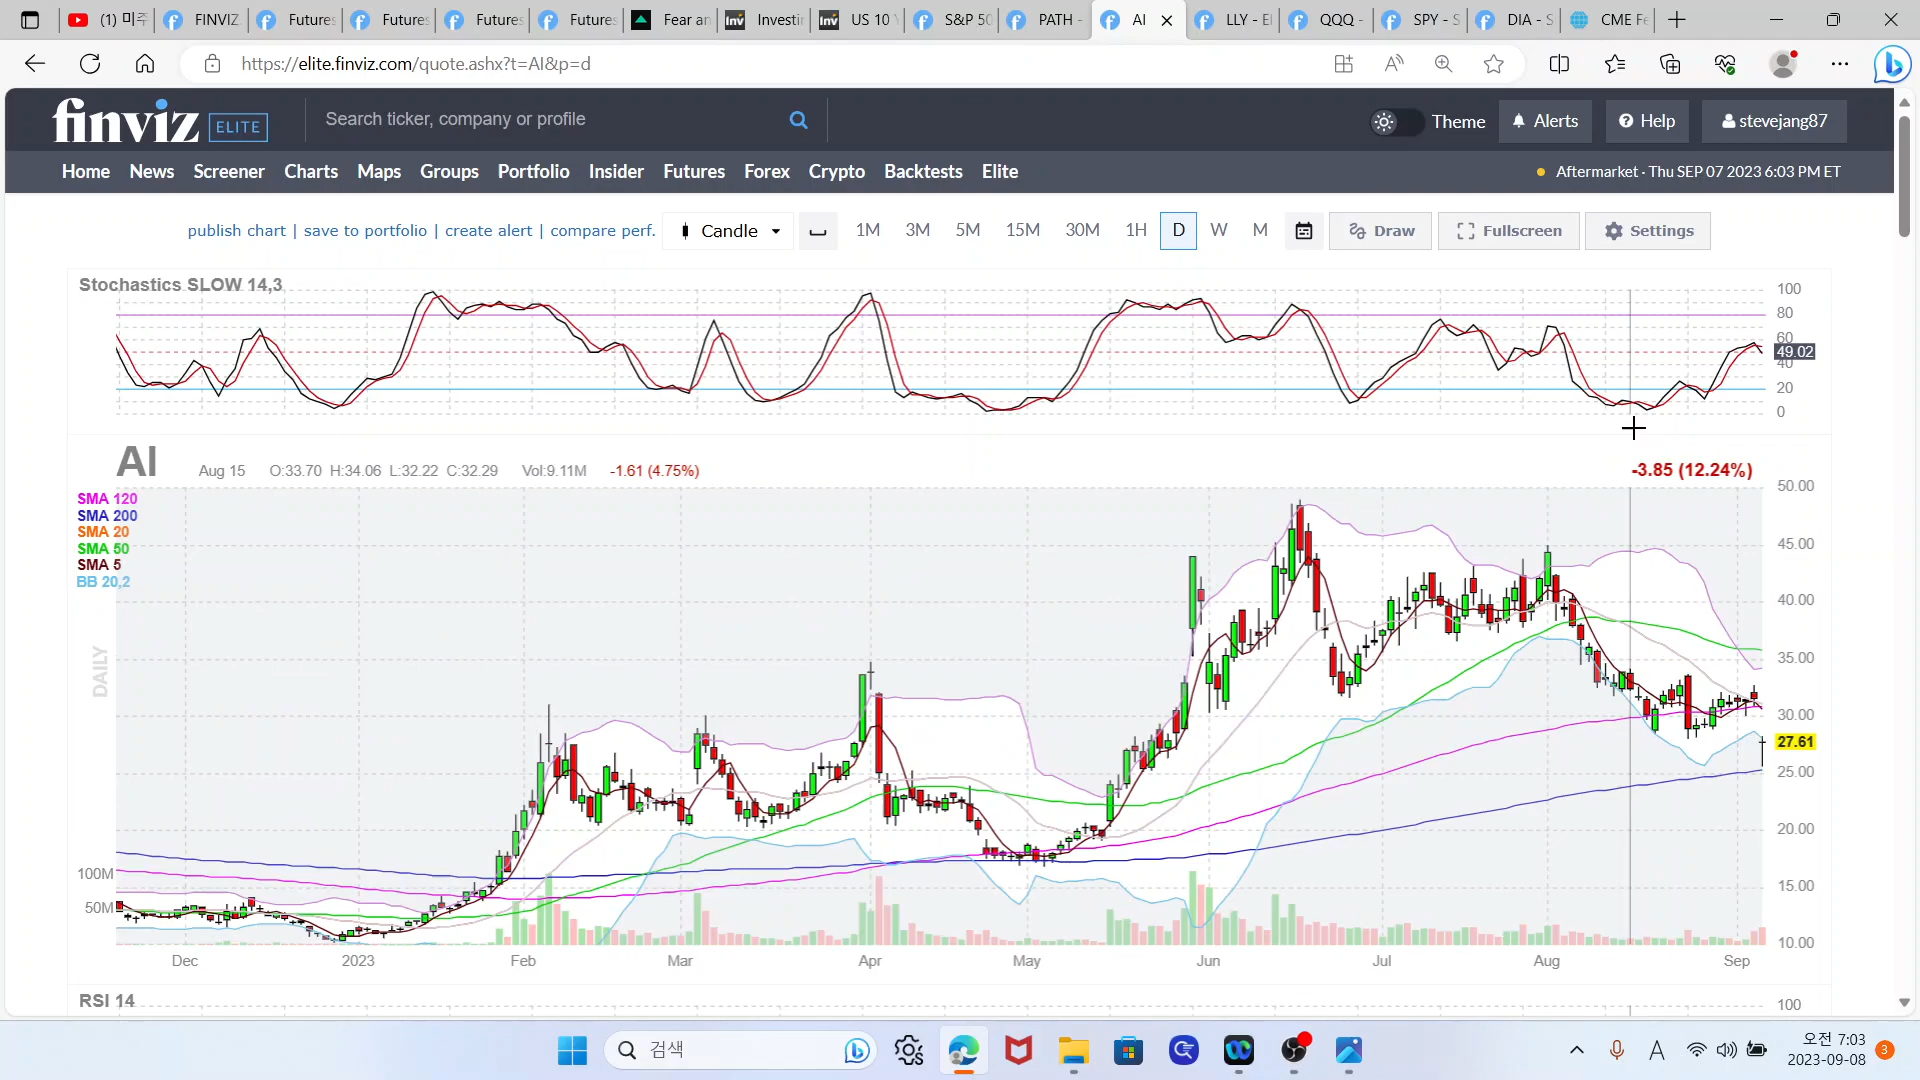 (1) 미주
FINVIZ
Futures
Futures
Futures
Futures
Fear an
Investin
US 10 Y
S&P 50
PATH -
AI
LLY - E
QQQ -
SPY - S
DIA - S
CME Fe
https://elite.finviz.com/quote.ashx?t=AI&p=d
finviz ELITE
Search ticker, company or profile
Theme
Alerts
Help
stevejang87
Home News Screener Charts Maps Groups Portfolio Insider Futures Forex Crypto Backtests Elite
Aftermarket · Thu SEP 07 2023 6:03 PM ET
publish chart | save to portfolio | create alert | compare perf.
Candle
1M 3M 5M 15M 30M 1H D W M
Draw
Fullscreen
Settings
Stochastics SLOW 14,3
100
80
60
49.02
40
20
0
AI Aug 15 O:33.70 H:34.06 L:32.22 C:32.29 Vol:9.11M -1.61 (4.75%)
-3.85 (12.24%)
SMA 120
SMA 200
SMA 20
SMA 50
SMA 5
BB 20,2
DAILY
50.00
45.00
40.00
35.00
30.00
27.61
25.00
20.00
15.00
10.00
100M
50M
Dec 2023 Feb Mar Apr May Jun Jul Aug Sep
RSI 14
100
검색
A
오전 7:03
2023-09-08
3